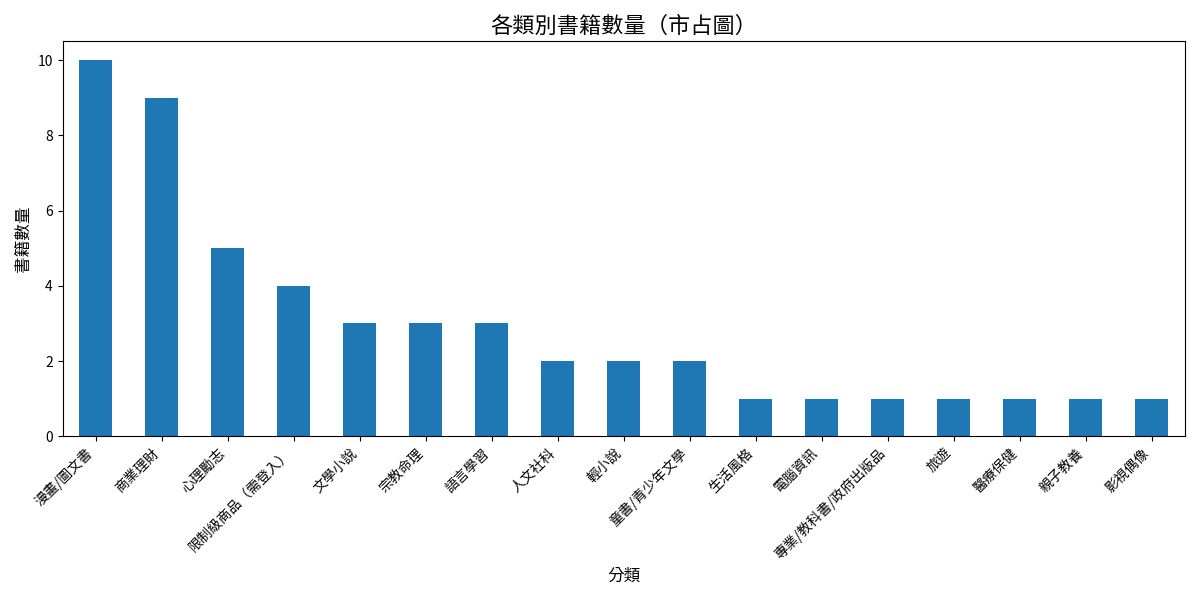 各類別書籍數量（市占圖）
書籍數量
10
8
6
4
2
0
漫畫/圖文書
商業理財
心理勵志
限制級商品（需登入）
文學小說
宗教命理
語言學習
人文社科
輕小說
童書/青少年文學
生活風格
電腦資訊
專業/教科書/政府出版品
旅遊
醫療保健
親子教養
影視偶像
分類